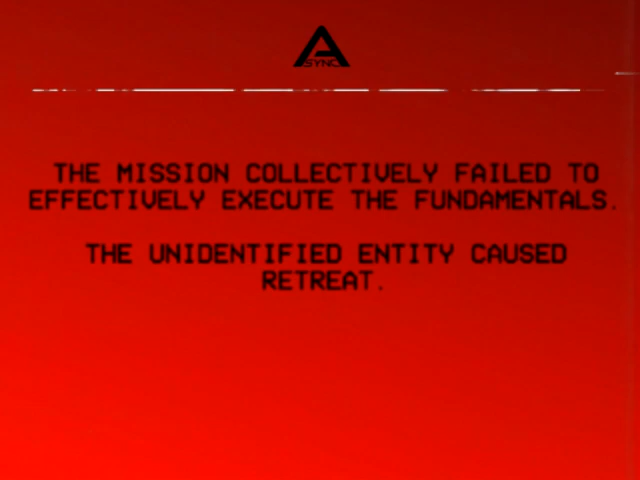 A
SYNC
THE MISSION COLLECTIVELY FAILED TO
EFFECTIVELY EXECUTE THE FUNDAMENTALS.
THE UNIDENTIFIED ENTITY CAUSED
RETREAT.